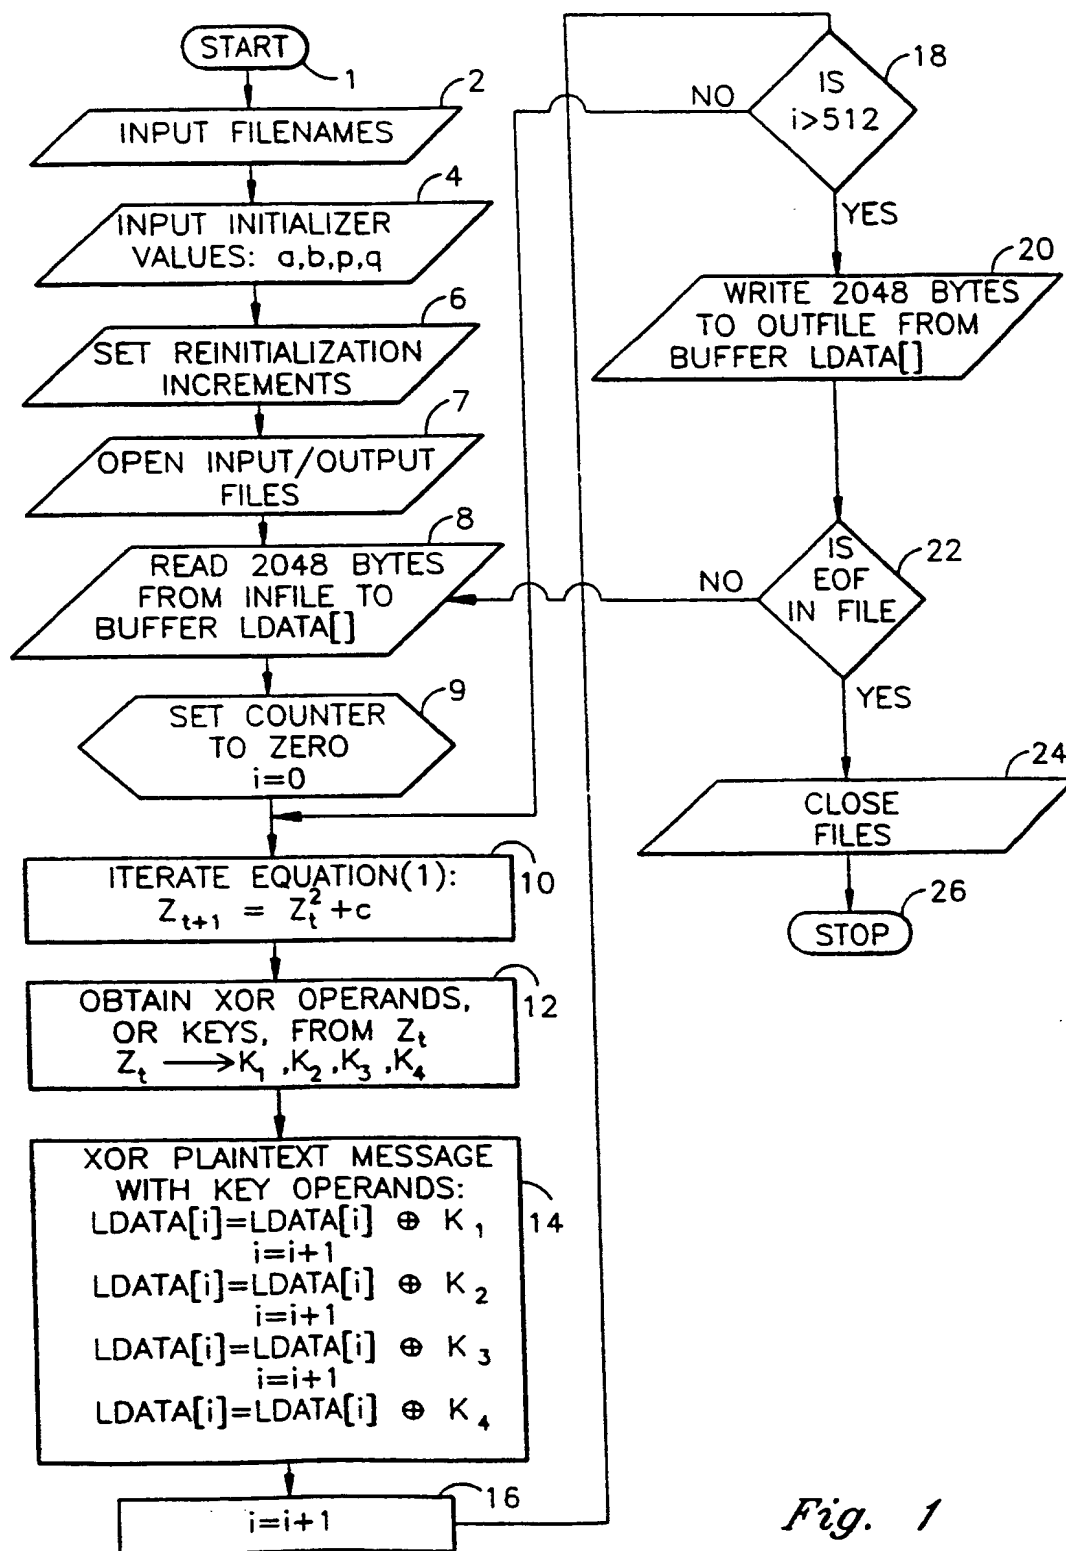 START
1
2
INPUT FILENAMES
4
INPUT INITIALIZER
VALUES: a,b,p,q
6
SET REINITIALIZATION
INCREMENTS
7
OPEN INPUT/OUTPUT
FILES
8
READ 2048 BYTES
FROM INFILE TO
BUFFER LDATA[]
9
SET COUNTER
TO ZERO
i=0
10
ITERATE EQUATION(1):
Z_{t+1} = Z_t^2+c
12
OBTAIN XOR OPERANDS,
OR KEYS, FROM Z_t
Z_t ⟶ K_1 ,K_2 ,K_3 ,K_4
XOR PLAINTEXT MESSAGE
WITH KEY OPERANDS:
14
LDATA[i]=LDATA[i] ⊕ K_1
i=i+1
LDATA[i]=LDATA[i] ⊕ K_2
i=i+1
LDATA[i]=LDATA[i] ⊕ K_3
i=i+1
LDATA[i]=LDATA[i] ⊕ K_4
16
i=i+1
18
IS
i>512
NO
YES
20
WRITE 2048 BYTES
TO OUTFILE FROM
BUFFER LDATA[]
22
IS
EOF
IN FILE
NO
YES
24
CLOSE
FILES
26
STOP
Fig. 1